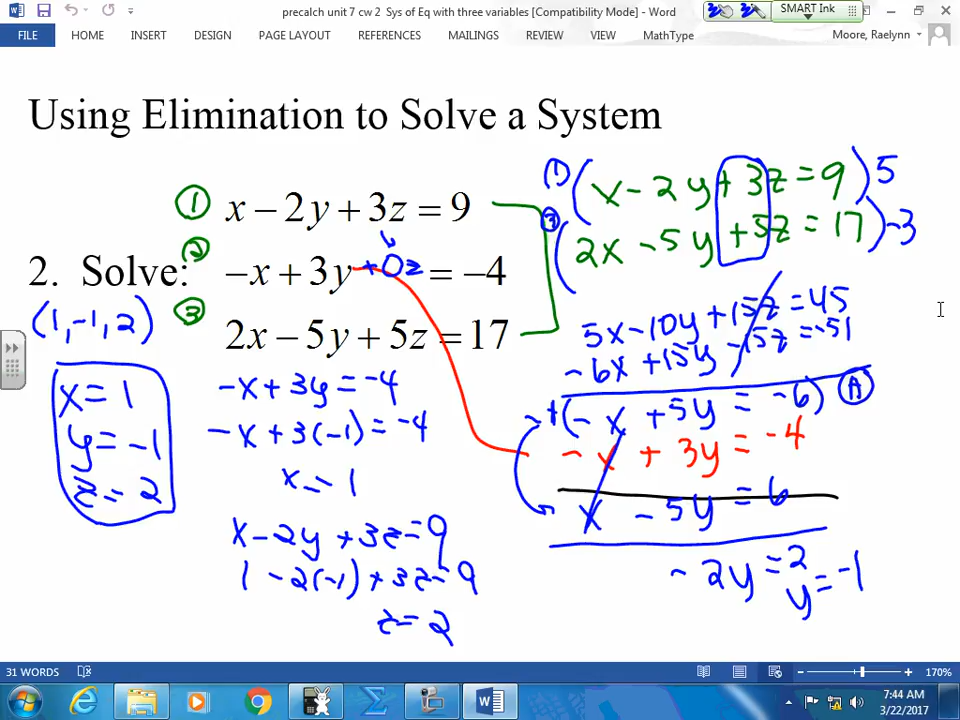 precalch unit 7 cw 2 Sys of Eq with three variables [Compatibility Mode] - Word
SMART Ink
FILE HOME INSERT DESIGN PAGE LAYOUT REFERENCES MAILINGS REVIEW VIEW MathType
Moore, Raelynn
Using Elimination to Solve a System
① x − 2y + 3z = 9
② −x + 3y +0z = −4
2. Solve:
③ 2x − 5y + 5z = 17
(1,-1,2)
x = 1
y = -1
z = 2
-x + 3y = -4
-x + 3(-1) = -4
x = 1
x - 2y + 3z = 9
1 - 2(-1) + 3z = 9
z = 2
① (x - 2y + 3z = 9) 5
③ (2x - 5y + 5z = 17) -3
5x - 10y + 15z = 45
-6x + 15y - 15z = -51
-1(-x + 5y = -6) Ⓐ
-x + 3y = -4
x - 5y = 6
-2y = 2
y = -1
31 WORDS
170%
7:44 AM
3/22/2017